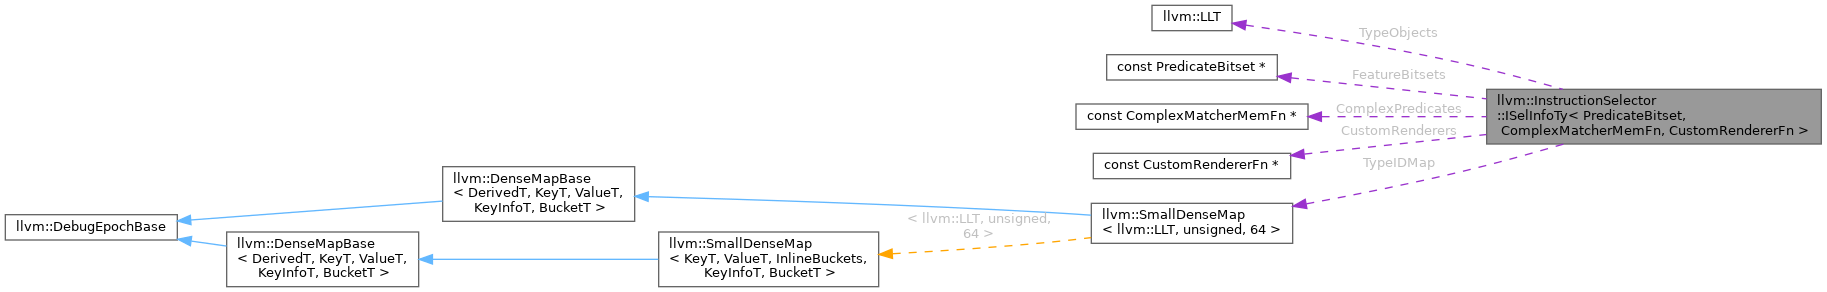 llvm::LLT
TypeObjects
const PredicateBitset *
FeatureBitsets
llvm::InstructionSelector
::ISelInfoTy< PredicateBitset,
ComplexMatcherMemFn, CustomRendererFn >
const ComplexMatcherMemFn *
ComplexPredicates
CustomRenderers
const CustomRendererFn *
TypeIDMap
llvm::DenseMapBase
< DerivedT, KeyT, ValueT,
KeyInfoT, BucketT >
llvm::SmallDenseMap
< llvm::LLT, unsigned, 64 >
llvm::DebugEpochBase
< llvm::LLT, unsigned,
64 >
llvm::DenseMapBase
< DerivedT, KeyT, ValueT,
KeyInfoT, BucketT >
llvm::SmallDenseMap
< KeyT, ValueT, InlineBuckets,
KeyInfoT, BucketT >